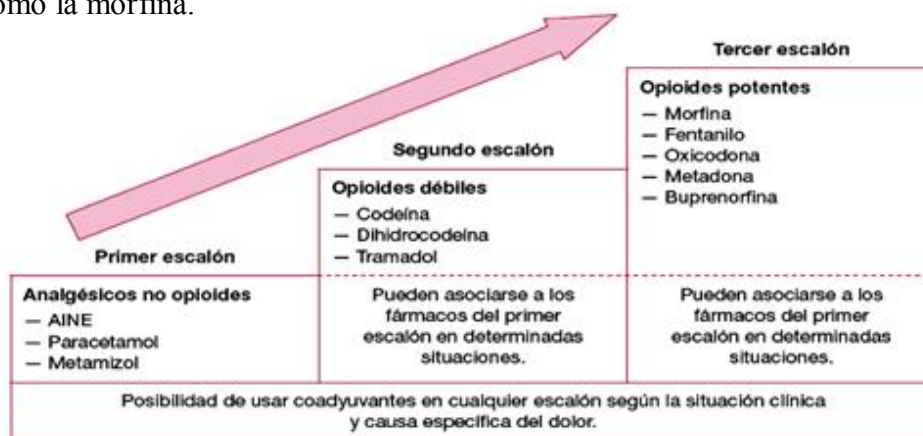 omo la morfina.
Tercer escalón
Opioides potentes
— Morfina
— Fentanilo
— Oxicodona
— Metadona
— Buprenorfina
Segundo escalón
Opioides débiles
— Codeína
— Dihidrocodeína
— Tramadol
Primer escalón
Analgésicos no opioides
— AINE
— Paracetamol
— Metamizol
Pueden asociarse a los
fármacos del primer
escalón en determinadas
situaciones.
Pueden asociarse a los
fármacos del primer
escalón en determinadas
situaciones.
Posibilidad de usar coadyuvantes en cualquier escalón según la situación clínica
y causa específica del dolor.